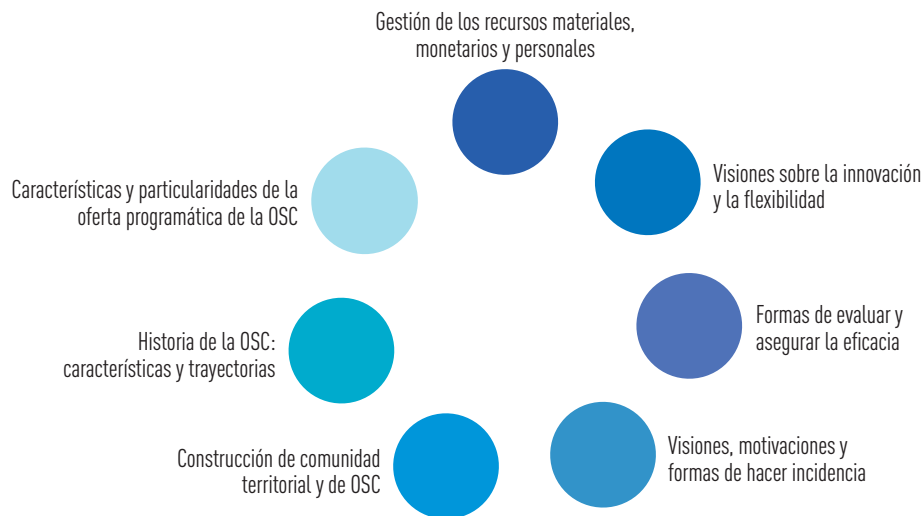 Gestión de los recursos materiales,
monetarios y personales
Visiones sobre la innovación
y la flexibilidad
Formas de evaluar y
asegurar la eficacia
Visiones, motivaciones y
formas de hacer incidencia
Construcción de comunidad
territorial y de OSC
Historia de la OSC:
características y trayectorias
Características y particularidades de la
oferta programática de la OSC